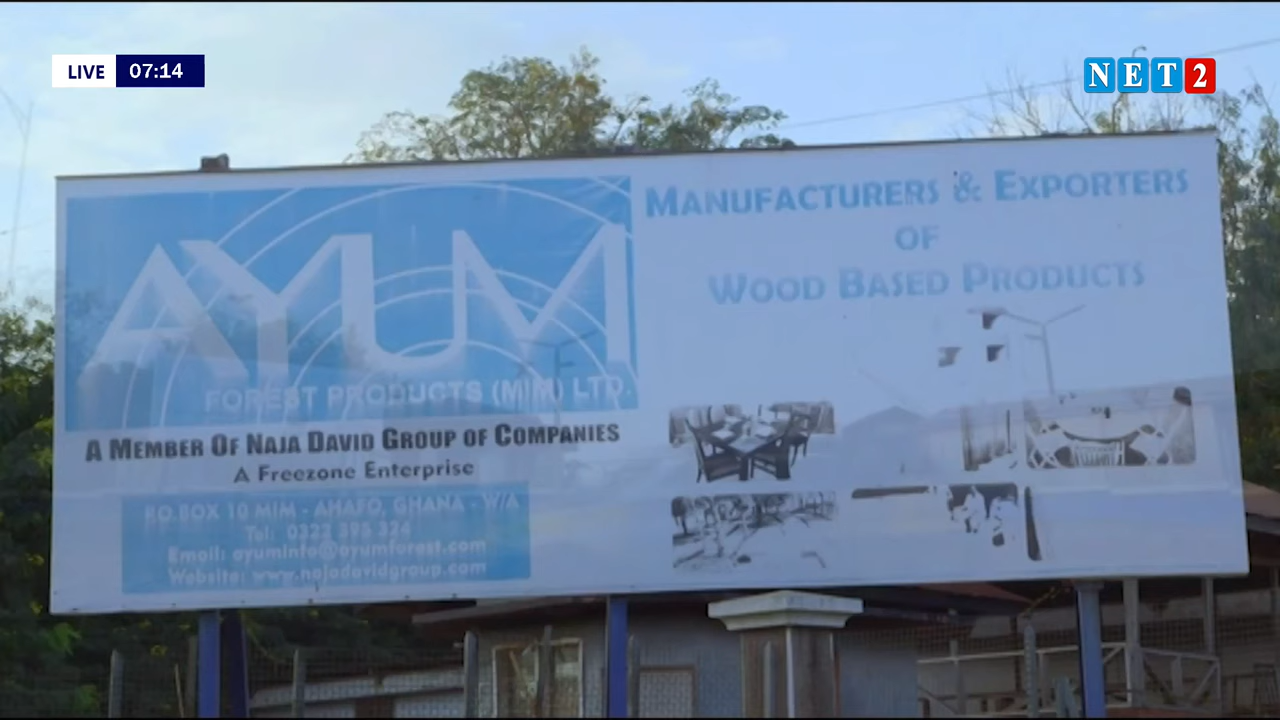 LIVE 07:14
NET2
AYUM
FOREST PRODUCTS (MIM) LTD.
A MEMBER OF NAJA DAVID GROUP OF COMPANIES
A Freezone Enterprise
P.O.BOX 10 MIM - AHAFO, GHANA - W/A
Tel: 0322 395 324
Email: ayuminfo@ayumforest.com
Website: www.najadavidgroup.com
MANUFACTURERS & EXPORTERS
OF
WOOD BASED PRODUCTS